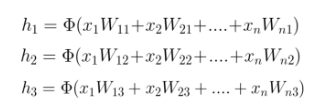 h₁ = Φ(x₁W₁₁+x₂W₂₁+....+xₙWₙ₁)
h₂ = Φ(x₁W₁₂+x₂W₂₂+....+xₙWₙ₂)
h₃ = Φ(x₁W₁₃ + x₂W₂₃ + .... + xₙWₙ₃)